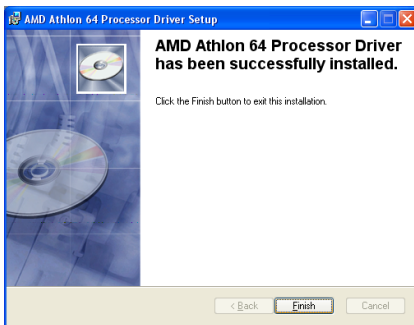 AMD Athlon 64 Processor Driver Setup
AMD Athlon 64 Processor Driver
has been successfully installed.
Click the Finish button to exit this installation.
< Back
Finish
Cancel